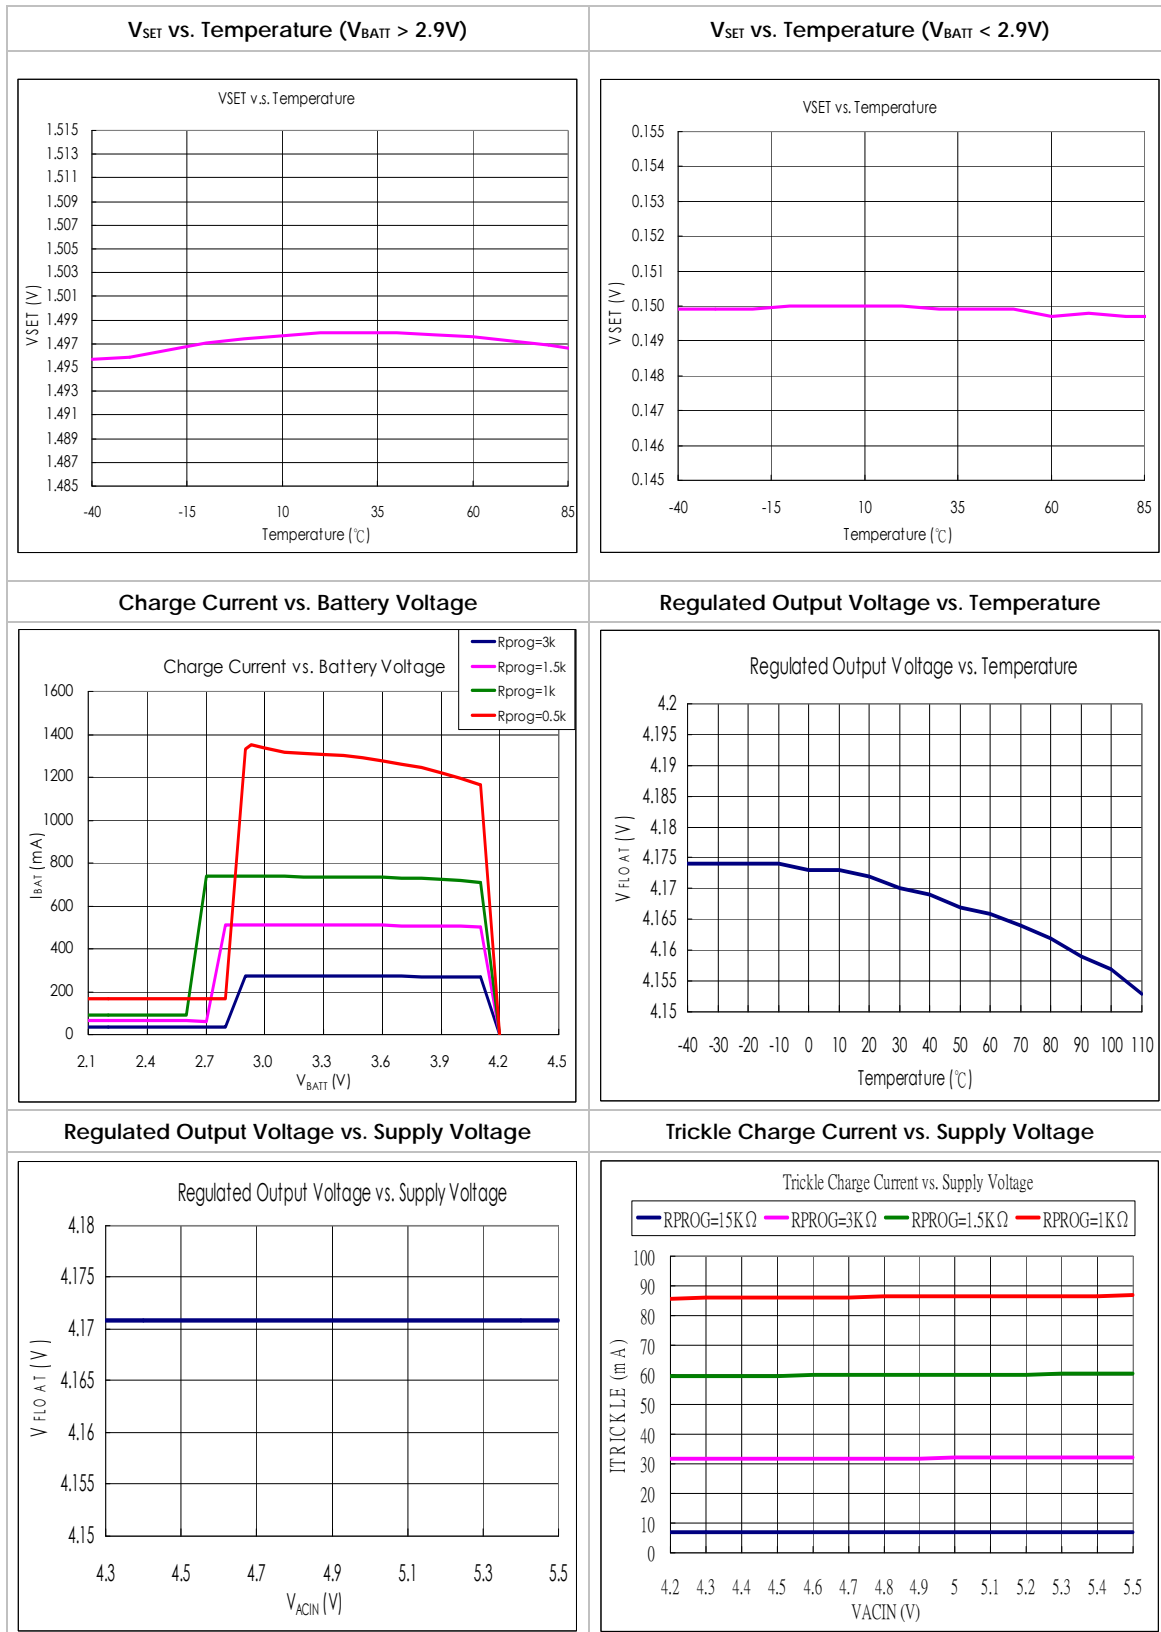 VSET vs. Temperature (VBATT > 2.9V)
VSET vs. Temperature (VBATT < 2.9V)
VSET v.s. Temperature
VSET (V)
1.515
1.513
1.511
1.509
1.507
1.505
1.503
1.501
1.499
1.497
1.495
1.493
1.491
1.489
1.487
1.485
-40 -15 10 35 60 85
Temperature (℃)
VSET vs. Temperature
VSET (V)
0.155
0.154
0.153
0.152
0.151
0.150
0.149
0.148
0.147
0.146
0.145
-40 -15 10 35 60 85
Temperature (℃)
Charge Current vs. Battery Voltage
Regulated Output Voltage vs. Temperature
Charge Current vs. Battery Voltage
Rprog=3k
Rprog=1.5k
Rprog=1k
Rprog=0.5k
IBAT (mA)
1600
1400
1200
1000
800
600
400
200
0
2.1 2.4 2.7 3.0 3.3 3.6 3.9 4.2 4.5
VBATT (V)
Regulated Output Voltage vs. Temperature
V FLOAT (V)
4.2
4.195
4.19
4.185
4.18
4.175
4.17
4.165
4.16
4.155
4.15
-40 -30 -20 -10 0 10 20 30 40 50 60 70 80 90 100 110
Temperature (℃)
Regulated Output Voltage vs. Supply Voltage
Trickle Charge Current vs. Supply Voltage
Regulated Output Voltage vs. Supply Voltage
V FLOAT (V)
4.18
4.175
4.17
4.165
4.16
4.155
4.15
4.3 4.5 4.7 4.9 5.1 5.3 5.5
VACIN (V)
Trickle Charge Current vs. Supply Voltage
RPROG=15KΩ RPROG=3KΩ RPROG=1.5KΩ RPROG=1KΩ
ITRICKLE (mA)
100
90
80
70
60
50
40
30
20
10
0
4.2 4.3 4.4 4.5 4.6 4.7 4.8 4.9 5 5.1 5.2 5.3 5.4 5.5
VACIN (V)